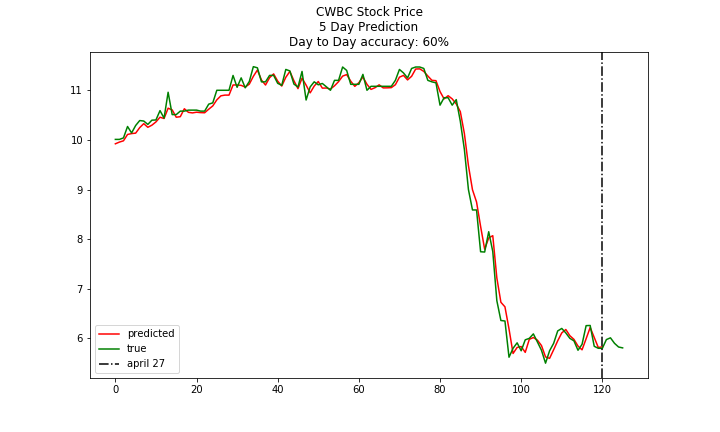 CWBC Stock Price
5 Day Prediction
Day to Day accuracy: 60%
11
10
9
8
7
6
predicted
true
april 27
0 20 40 60 80 100 120